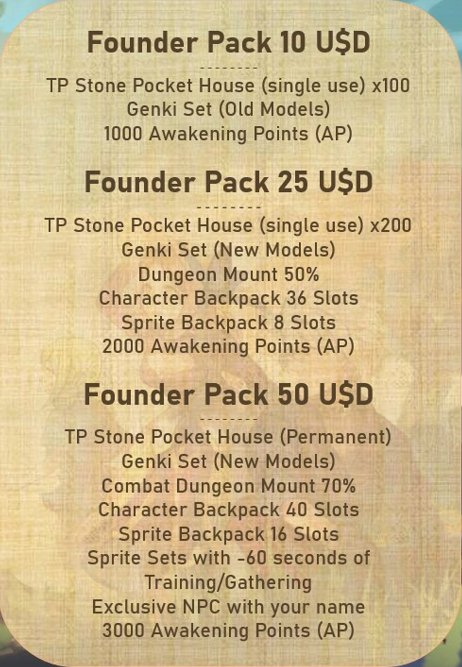 Founder Pack 10 U$D
--------
TP Stone Pocket House (single use) x100
Genki Set (Old Models)
1000 Awakening Points (AP)
Founder Pack 25 U$D
--------
TP Stone Pocket House (single use) x200
Genki Set (New Models)
Dungeon Mount 50%
Character Backpack 36 Slots
Sprite Backpack 8 Slots
2000 Awakening Points (AP)
Founder Pack 50 U$D
--------
TP Stone Pocket House (Permanent)
Genki Set (New Models)
Combat Dungeon Mount 70%
Character Backpack 40 Slots
Sprite Backpack 16 Slots
Sprite Sets with -60 seconds of
Training/Gathering
Exclusive NPC with your name
3000 Awakening Points (AP)